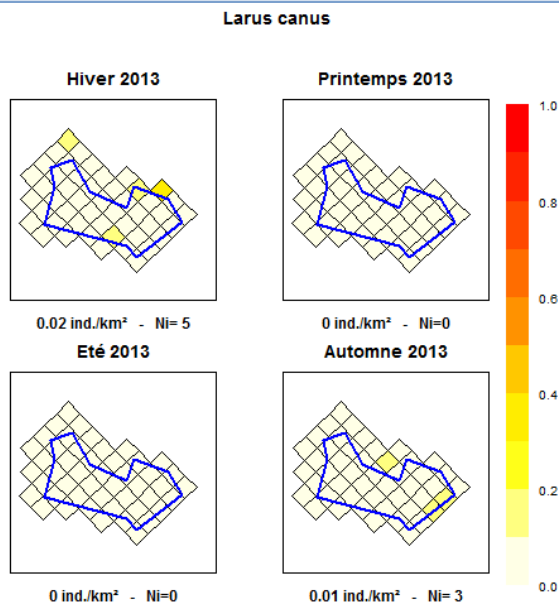 Larus canus
Hiver 2013
Printemps 2013
0.02 ind./km² - Ni= 5
0 ind./km² - Ni=0
Eté 2013
Automne 2013
0 ind./km² - Ni=0
0.01 ind./km² - Ni= 3
1.0
0.8
0.6
0.4
0.2
0.0